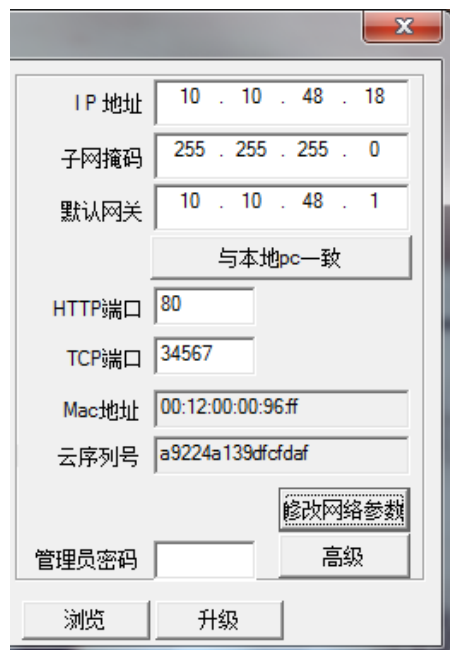 x
IP地址 10 . 10 . 48 . 18
子网掩码 255 . 255 . 255 . 0
默认网关 10 . 10 . 48 . 1
与本地pc一致
HTTP端口 80
TCP端口 34567
Mac地址 00:12:00:00:96:ff
云序列号 a9224a139dfcfdaf
修改网络参数
管理员密码 高级
浏览 升级